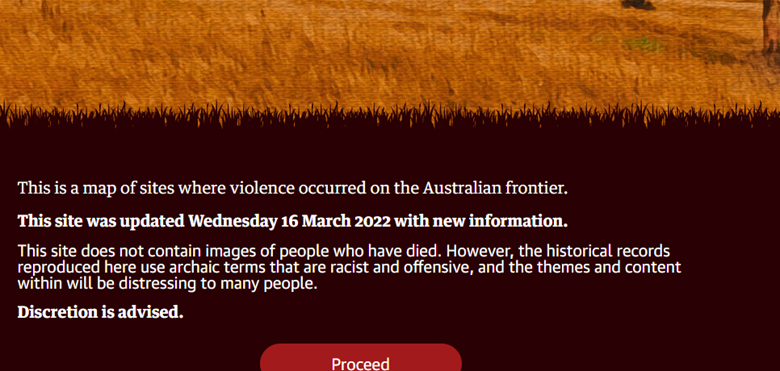 This is a map of sites where violence occurred on the Australian frontier.
This site was updated Wednesday 16 March 2022 with new information.
This site does not contain images of people who have died. However, the historical records
reproduced here use archaic terms that are racist and offensive, and the themes and content
within will be distressing to many people.
Discretion is advised.
Proceed